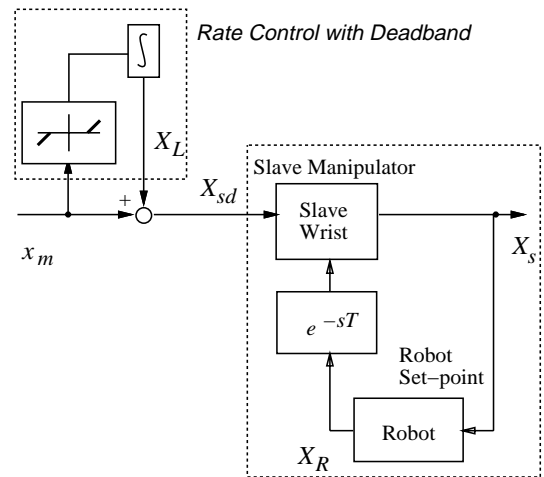 Rate Control with Deadband
∫
X_L
Slave Manipulator
+
X_sd
Slave
Wrist
x_m
X_s
e^−sT
Robot
Set−point
Robot
X_R